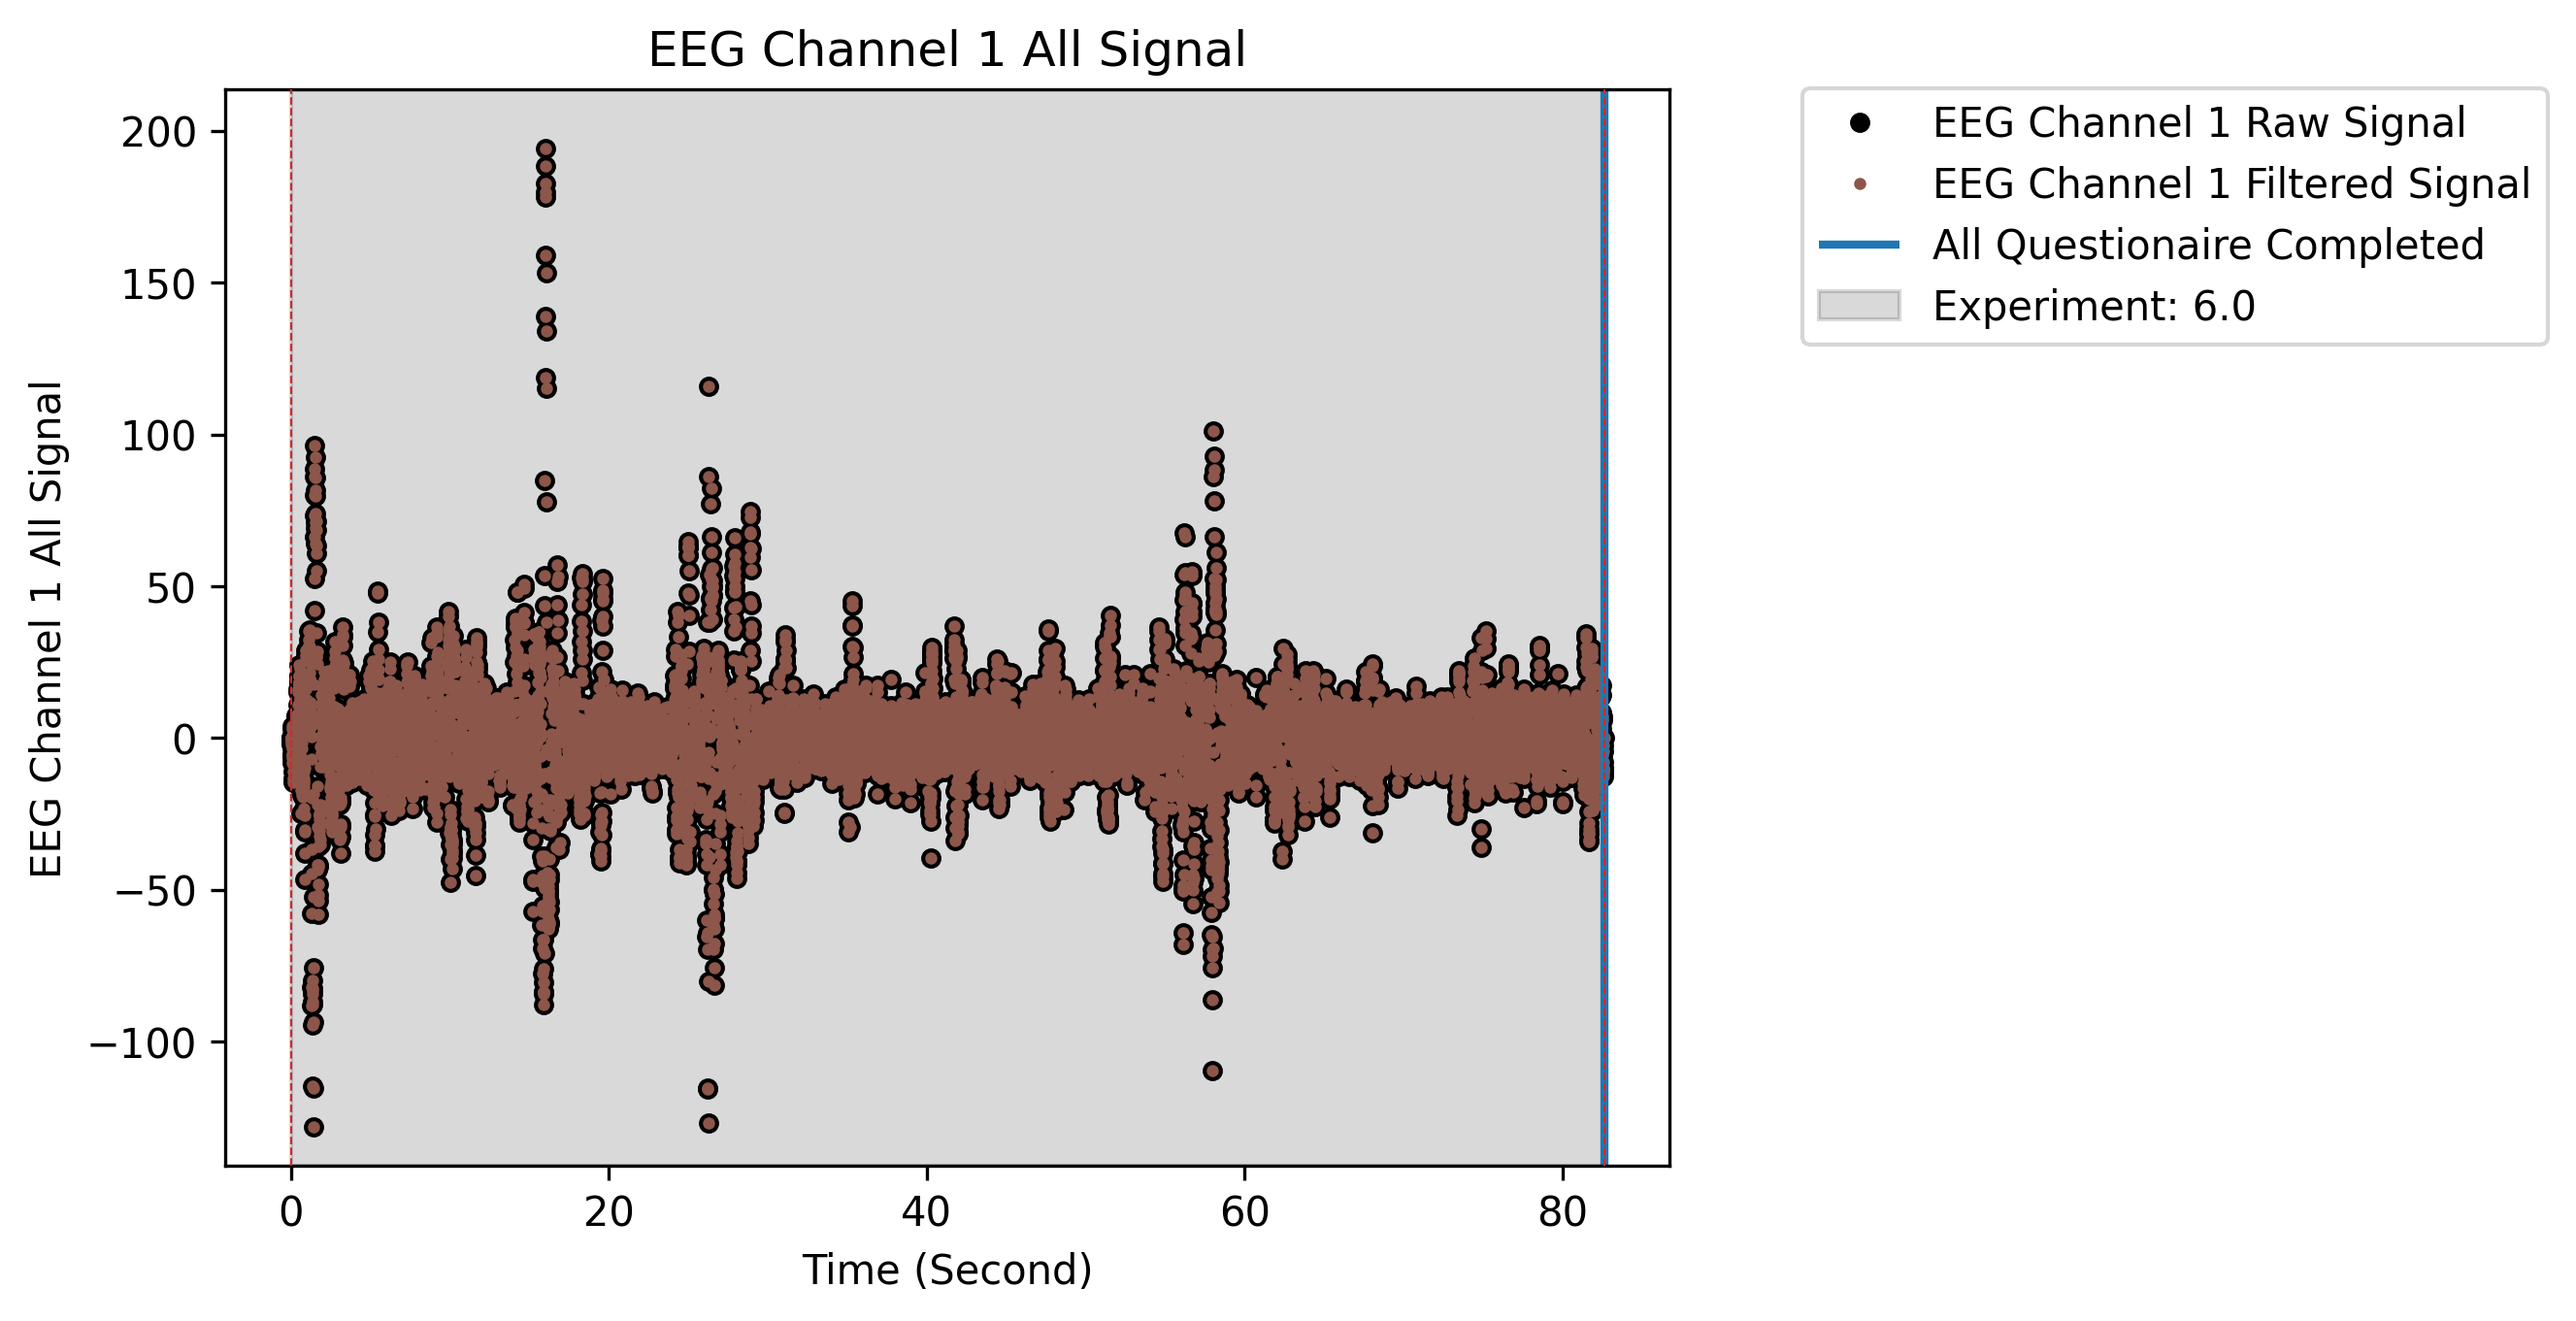 EEG Channel 1 All Signal
EEG Channel 1 All Signal
200
150
100
50
0
−50
−100
0 20 40 60 80
Time (Second)
EEG Channel 1 Raw Signal
EEG Channel 1 Filtered Signal
All Questionaire Completed
Experiment: 6.0